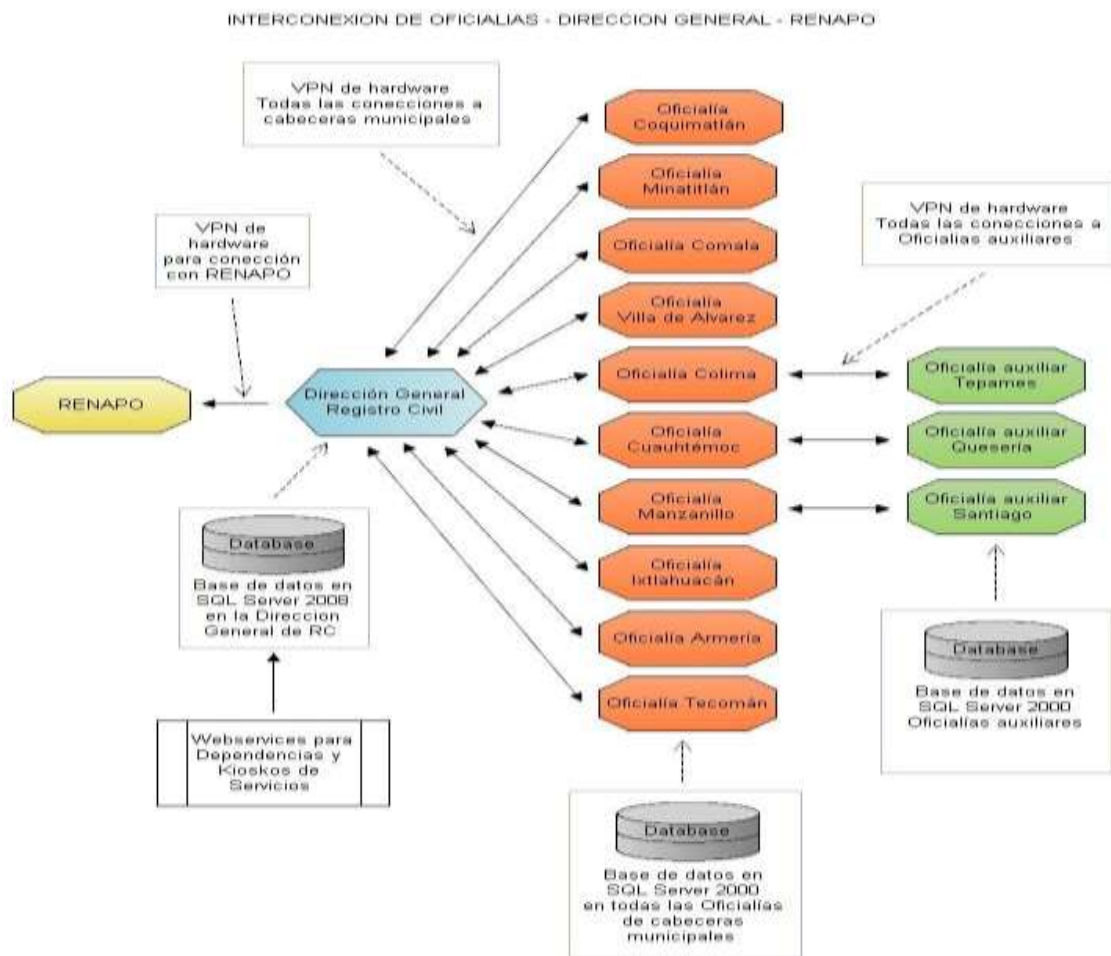 INTERCONEXION DE OFICIALIAS - DIRECCION GENERAL - RENAPO
VPN de hardware
Todas las conecciones a
cabeceras municipales
VPN de
hardware
para conección
con RENAPO
RENAPO
Dirección General
Registro Civil
Database
Base de datos en
SQL Server 2008
en la Direccion
General de RC
Webservices para
Dependencias y
Kioskos de
Servicios
Oficialía
Coquimatlán
Oficialía
Minatitlán
Oficialía Comala
Oficialía
Villa de Alvarez
Oficialía Colima
Oficialía
Cuauhtémoc
Oficialía
Manzanillo
Oficialía
Ixtlahuacán
Oficialía Armería
Oficialía Tecomán
Database
Base de datos en
SQL Server 2000
en todas las Oficialías
de cabeceras
municipales
VPN de hardware
Todas las conecciones a
Oficialias auxiliares
Oficialía auxiliar
Tepames
Oficialía auxiliar
Quesería
Oficialía auxiliar
Santiago
Database
Base de datos en
SQL Server 2000
Oficialías auxiliares